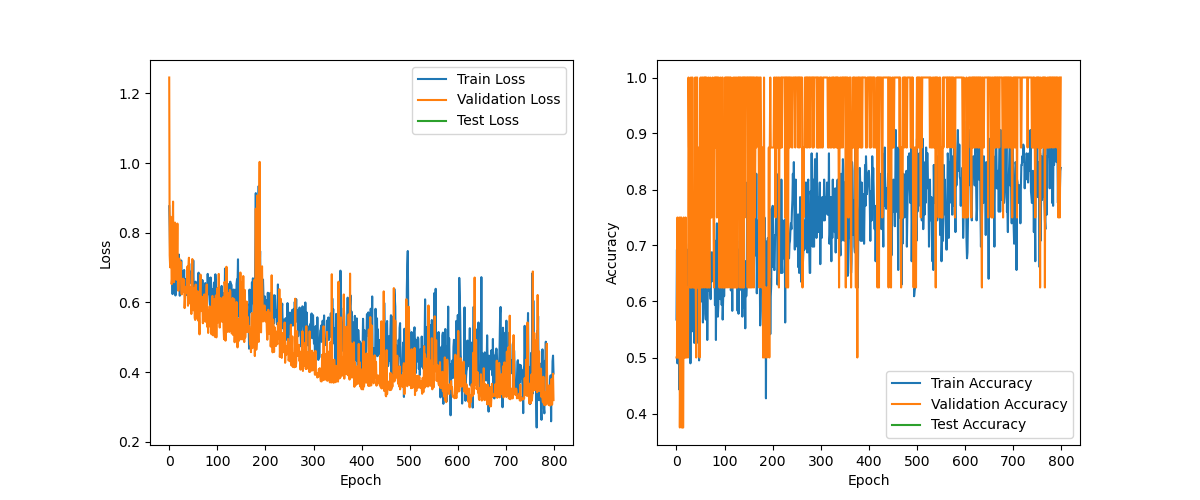 Train Loss
Validation Loss
Test Loss
1.2
1.0
0.8
0.6
0.4
0.2
Loss
0 100 200 300 400 500 600 700 800
Epoch
1.0
0.9
0.8
0.7
0.6
0.5
0.4
Accuracy
Train Accuracy
Validation Accuracy
Test Accuracy
0 100 200 300 400 500 600 700 800
Epoch